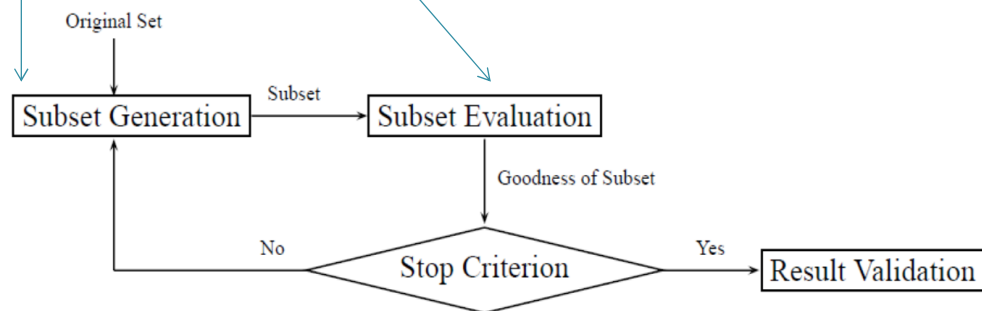 Original Set
Subset Generation
Subset
Subset Evaluation
Goodness of Subset
No
Stop Criterion
Yes
Result Validation